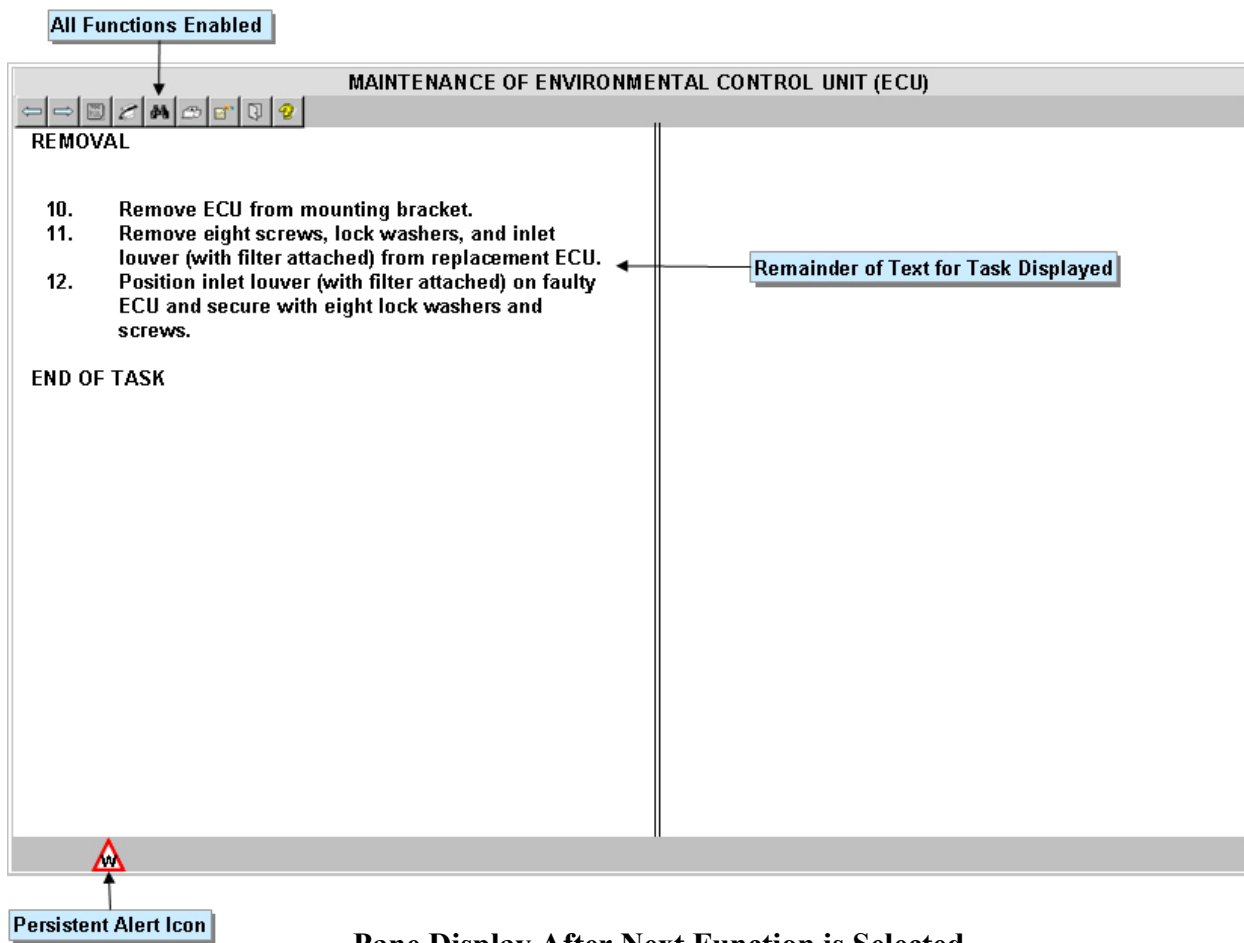 All Functions Enabled
MAINTENANCE OF ENVIRONMENTAL CONTROL UNIT (ECU)
REMOVAL
10. Remove ECU from mounting bracket.
11. Remove eight screws, lock washers, and inlet
louver (with filter attached) from replacement ECU.
12. Position inlet louver (with filter attached) on faulty
ECU and secure with eight lock washers and
screws.
END OF TASK
Remainder of Text for Task Displayed
W
Persistent Alert Icon
Pane Display After Next Function is Selected